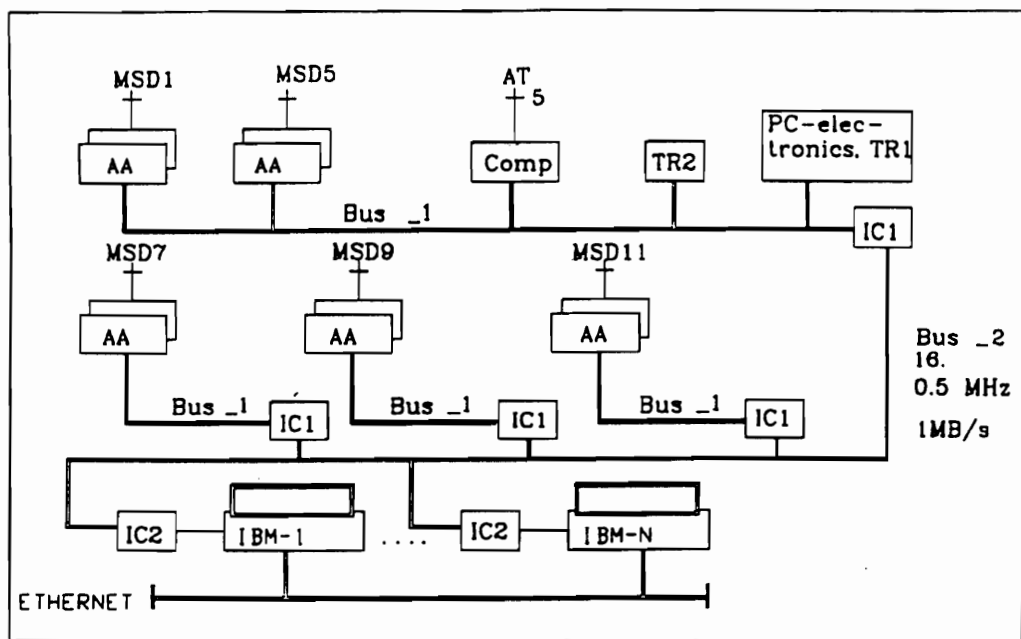 MSD1
MSD5
AT
5
PC-elec-
tronics, TR1
AA
AA
Comp
TR2
Bus _1
IC1
MSD7
MSD9
MSD11
AA
AA
AA
Bus _2
16.
0.5 MHz
1MB/s
Bus _1
IC1
Bus _1
IC1
Bus _1
IC1
IC2
IBM-1
....
IC2
IBM-N
ETHERNET